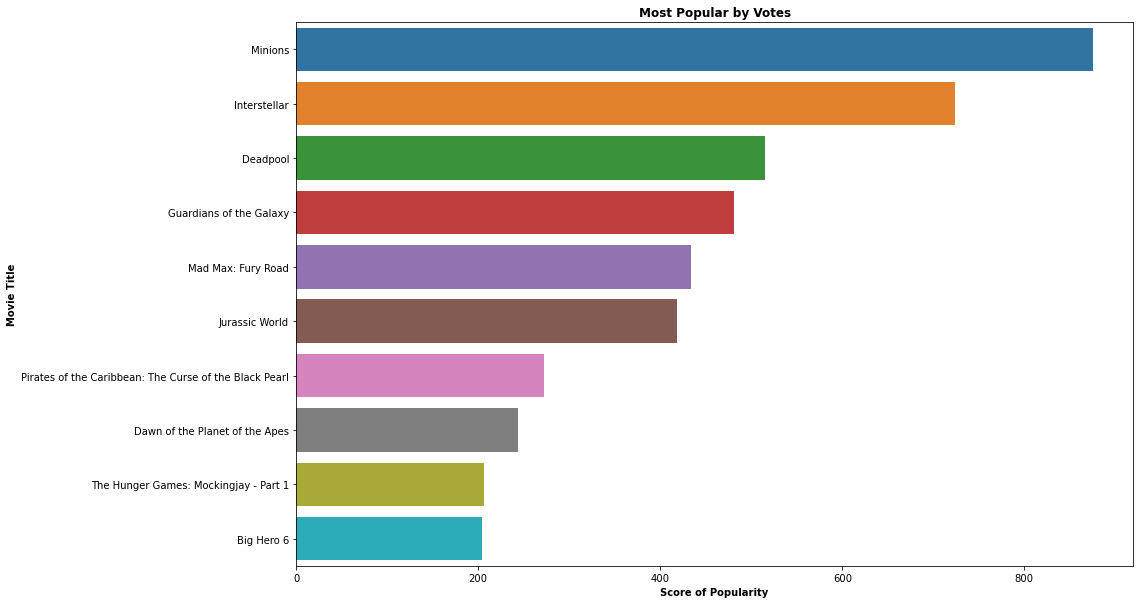 Most Popular by Votes
Movie Title
Minions
Interstellar
Deadpool
Guardians of the Galaxy
Mad Max: Fury Road
Jurassic World
Pirates of the Caribbean: The Curse of the Black Pearl
Dawn of the Planet of the Apes
The Hunger Games: Mockingjay - Part 1
Big Hero 6
0 200 400 600 800
Score of Popularity